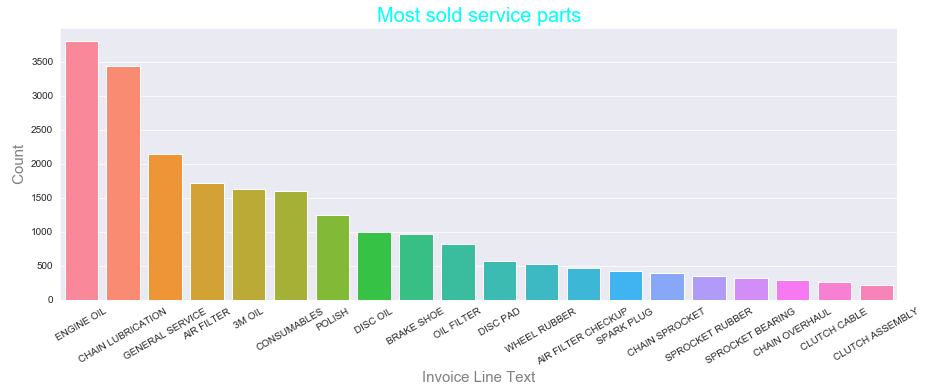 Most sold service parts
Count
3500
3000
2500
2000
1500
1000
500
0
ENGINE OIL
CHAIN LUBRICATION
GENERAL SERVICE
AIR FILTER
3M OIL
CONSUMABLES
POLISH
DISC OIL
BRAKE SHOE
OIL FILTER
DISC PAD
WHEEL RUBBER
AIR FILTER CHECKUP
SPARK PLUG
CHAIN SPROCKET
SPROCKET RUBBER
SPROCKET BEARING
CHAIN OVERHAUL
CLUTCH CABLE
CLUTCH ASSEMBLY
Invoice Line Text